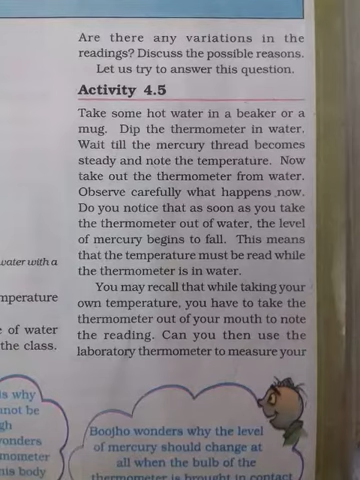 Are there any variations in the
readings? Discuss the possible reasons.
Let us try to answer this question.
Activity 4.5
Take some hot water in a beaker or a
mug. Dip the thermometer in water.
Wait till the mercury thread becomes
steady and note the temperature. Now
take out the thermometer from water.
Observe carefully what happens now.
Do you notice that as soon as you take
the thermometer out of water, the level
of mercury begins to fall. This means
that the temperature must be read while
the thermometer is in water.
You may recall that while taking your
own temperature, you have to take the
thermometer out of your mouth to note
the reading. Can you then use the
laboratory thermometer to measure your
water with a
mperature
of water
the class.
is why
not be
gh
onders
mometer
his body
Boojho wonders why the level
of mercury should change at
all when the bulb of the
thermometer is brought in contact